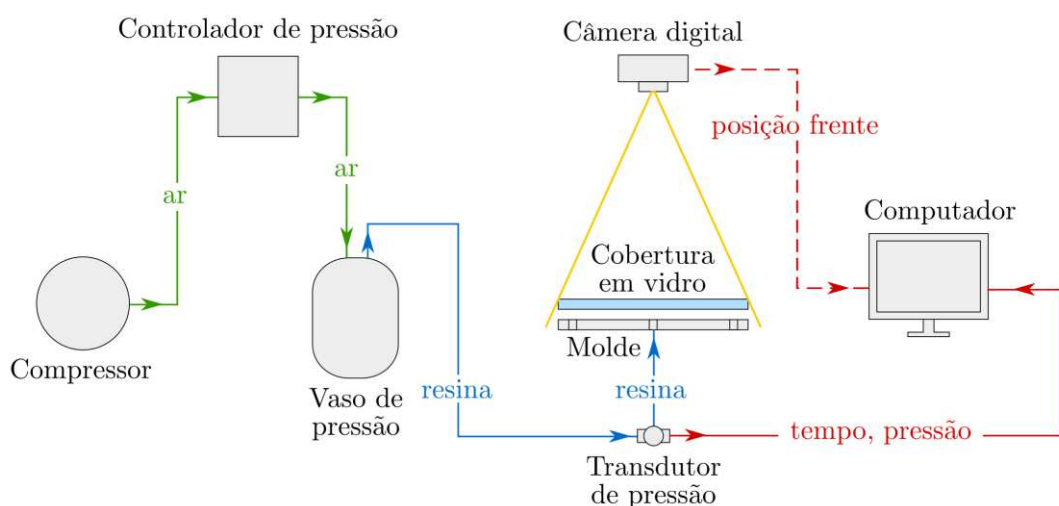 Controlador de pressão
Câmera digital
posição frente
ar
ar
Computador
Cobertura
em vidro
Molde
Compressor
Vaso de
pressão
resina
resina
tempo, pressão
Transdutor
de pressão